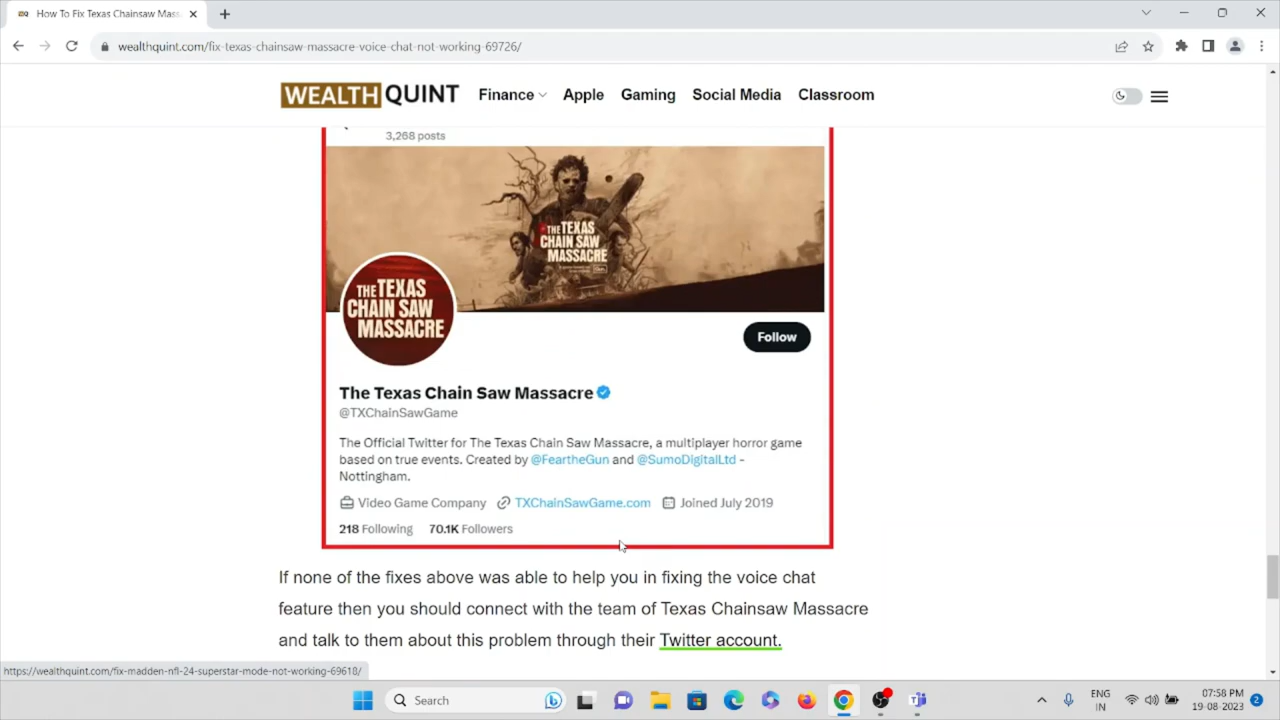 How To Fix Texas Chainsaw Mass
wealthquint.com/fix-texas-chainsaw-massacre-voice-chat-not-working-69726/
WEALTH QUINT Finance Apple Gaming Social Media Classroom
3,268 posts
THE TEXAS
CHAIN SAW
MASSACRE
THE TEXAS
CHAIN SAW
MASSACRE
Follow
The Texas Chain Saw Massacre
@TXChainSawGame
The Official Twitter for The Texas Chain Saw Massacre, a multiplayer horror game
based on true events. Created by @FeartheGun and @SumoDigitalLtd -
Nottingham.
Video Game Company TXChainSawGame.com Joined July 2019
218 Following 70.1K Followers
If none of the fixes above was able to help you in fixing the voice chat
feature then you should connect with the team of Texas Chainsaw Massacre
and talk to them about this problem through their Twitter account.
https://wealthquint.com/fix-madden-nfl-24-superstar-mode-not-working-69618/
Search
ENG
IN
07:58 PM
19-08-2023
2